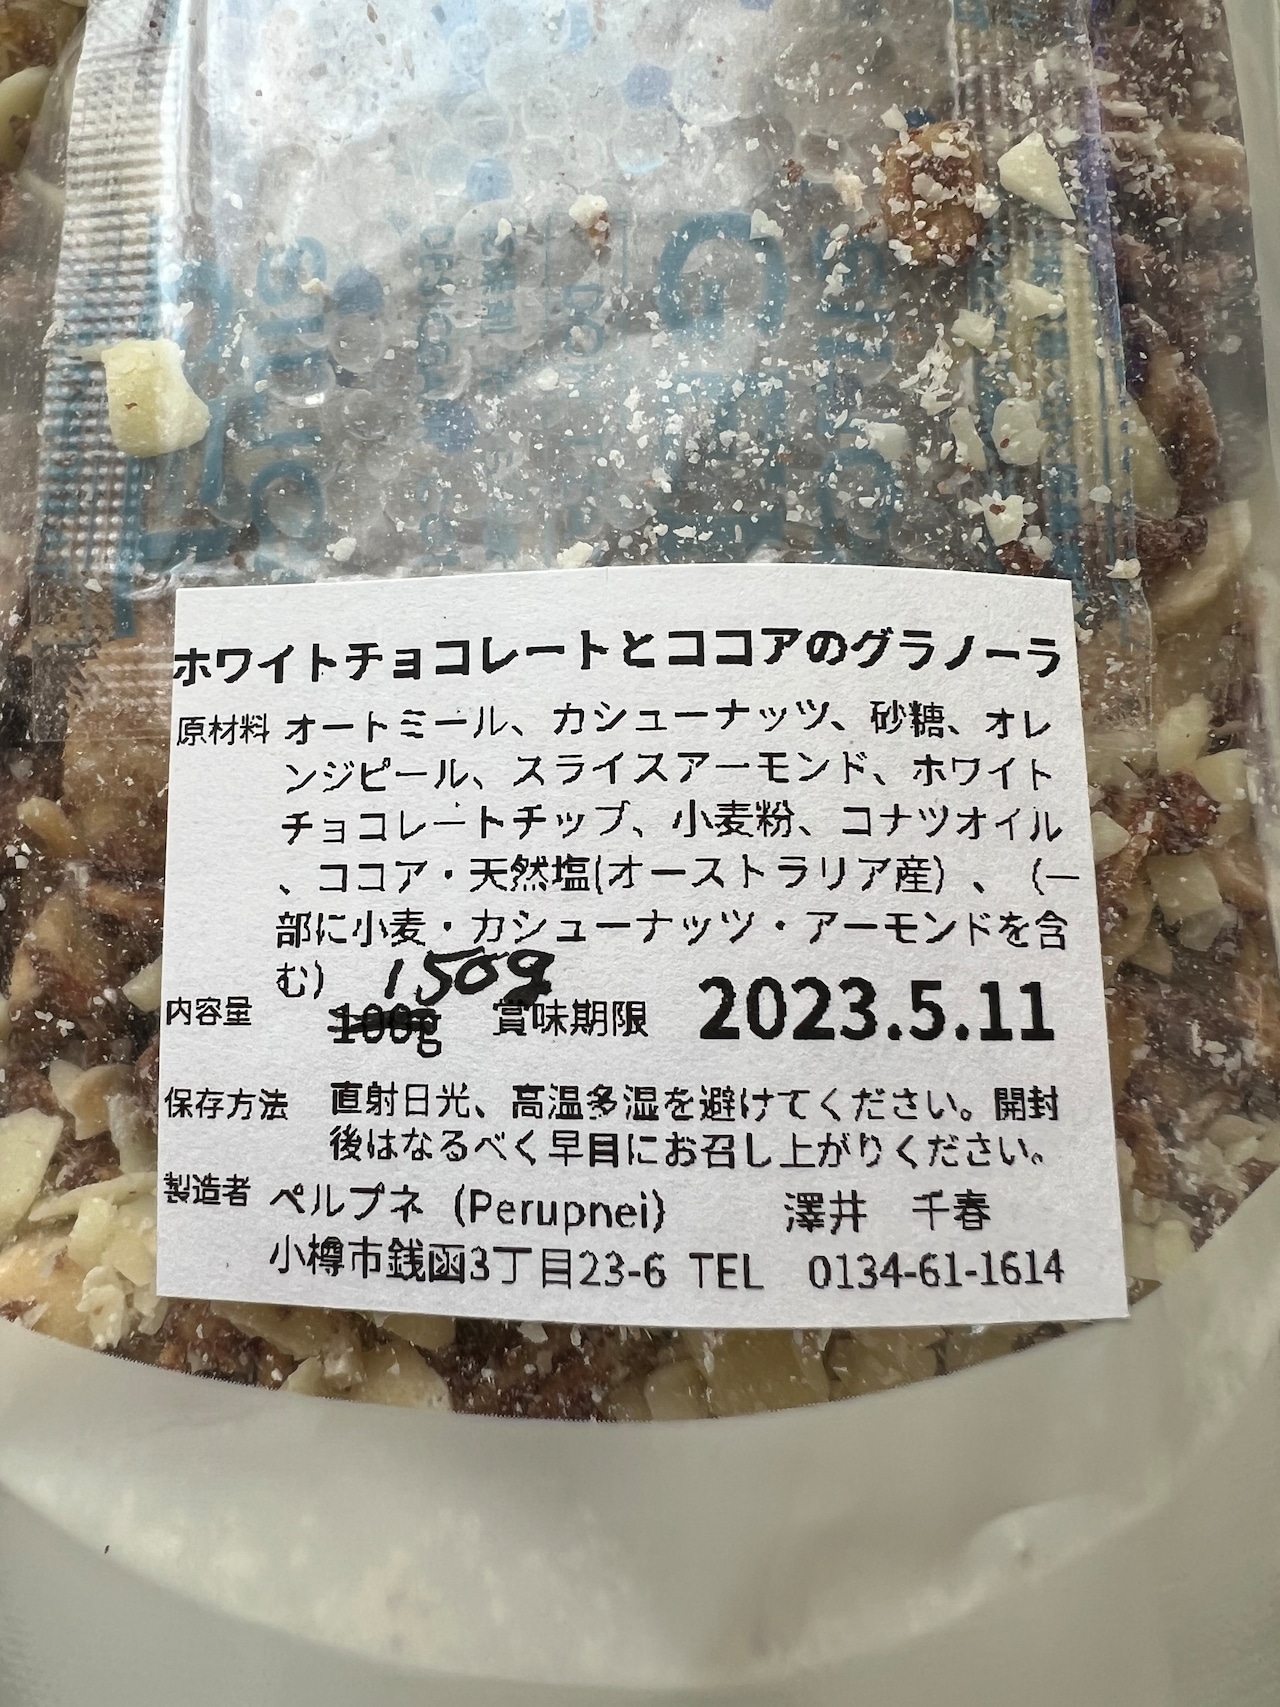 ホワイトチョコレートとココアのグラノーラ
原材料 オートミール、カシューナッツ、砂糖、オレ
ンジピール、スライスアーモンド、ホワイト
チョコレートチップ、小麦粉、コナツオイル
、ココア・天然塩(オーストラリア産)、(一
部に小麦・カシューナッツ・アーモンドを含
む) 150g
内容量 100g 賞味期限 2023.5.11
保存方法 直射日光、高温多湿を避けてください。開封
後はなるべく早目にお召し上がりください。
製造者 ペルプネ (Perupnei) 澤井 千春
小樽市銭函3丁目23-6 TEL 0134-61-1614